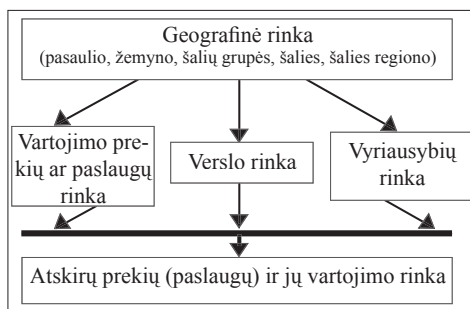 Geografinė rinka
(pasaulio, žemyno, šalių grupės, šalies, šalies regiono)
Vartojimo pre-
kių ar paslaugų
rinka
Verslo rinka
Vyriausybių
rinka
Atskirų prekių (paslaugų) ir jų vartojimo rinka